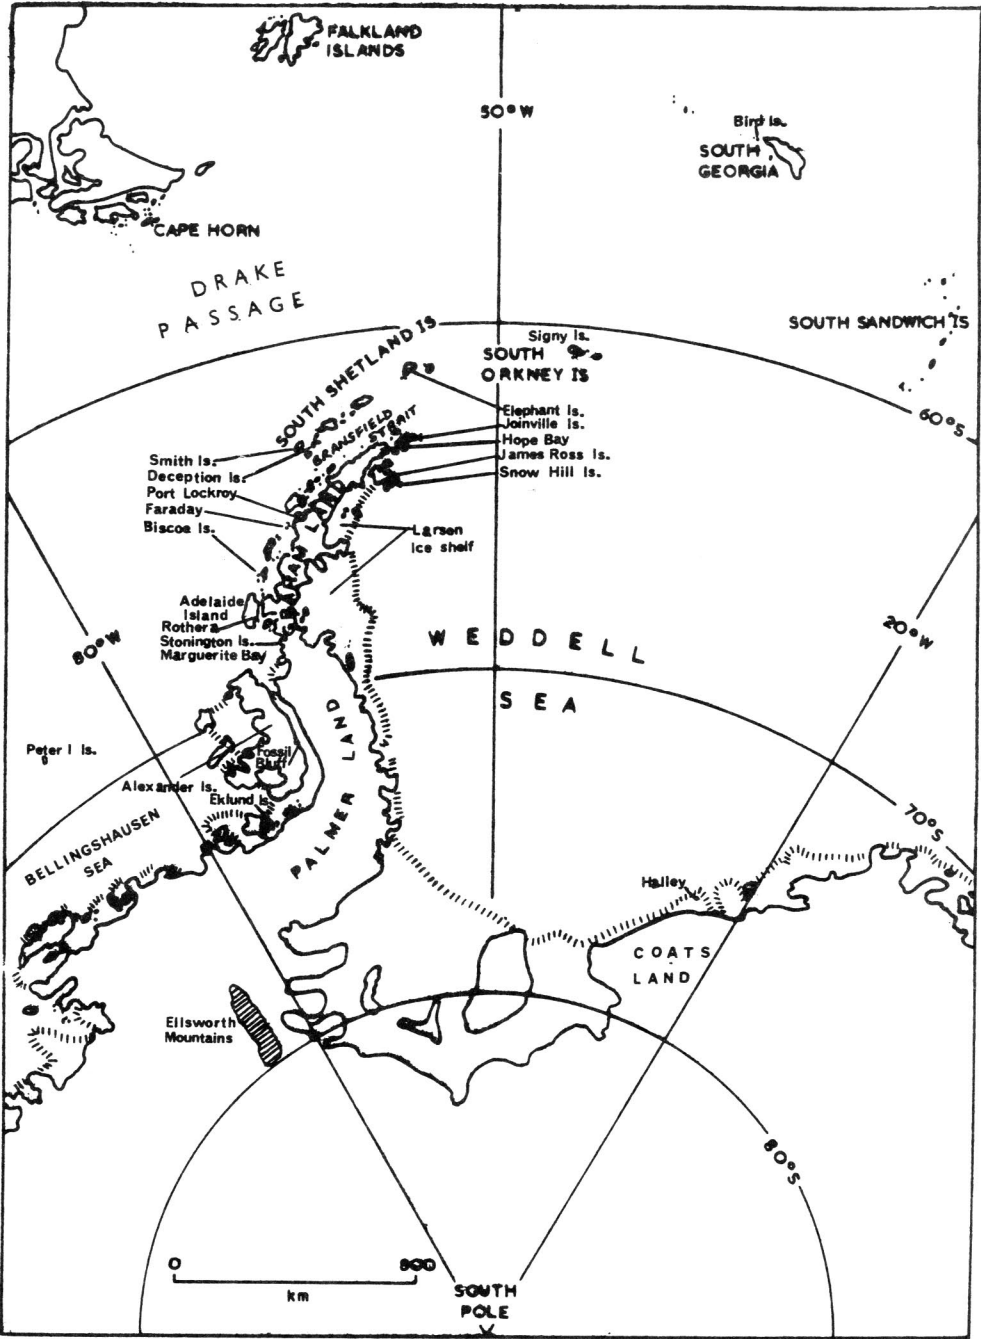 FALKLAND
ISLANDS
50°W
Bird Is.
SOUTH
GEORGIA
CAPE HORN
DRAKE
PASSAGE
SOUTH SANDWICH IS
SOUTH SHETLAND IS
Signy Is.
SOUTH
ORKNEY IS
60°S
BRANSFIELD
STRAIT
Elephant Is.
Joinville Is.
Hope Bay
James Ross Is.
Snow Hill Is.
Smith Is.
Deception Is.
Port Lockroy
Faraday
Biscoe Is.
GRAHAM LAND
Larsen
Ice shelf
Adelaide
Island
Rothera
Stonington Is.
Marguerite Bay
80°W
WEDDELL
SEA
20°W
Peter I Is.
Fossil
Bluff
Alexander Is.
Eklund Is.
PALMER LAND
BELLINGSHAUSEN
SEA
70°S
Halley
COATS
LAND
Ellsworth
Mountains
80°S
0
800
km
SOUTH
POLE